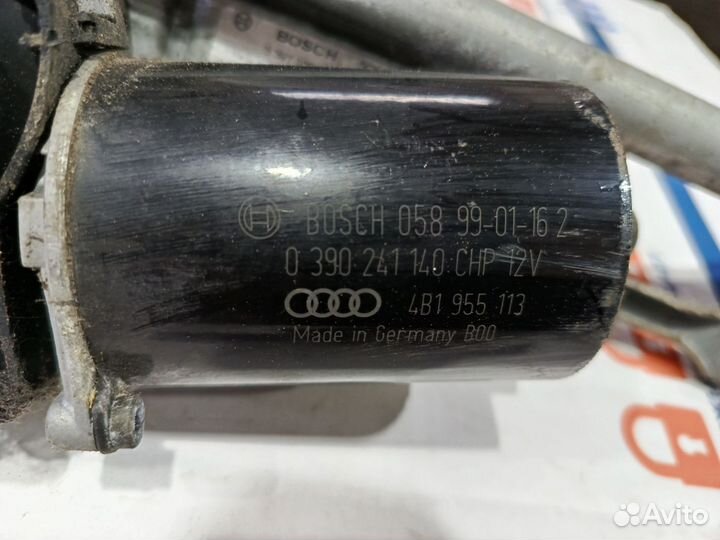 BOSCH
BOSCH 058 99-01-16 2
0 390 241 140 CHP 12V
4B1 955 113
Made in Germany B00
Avito